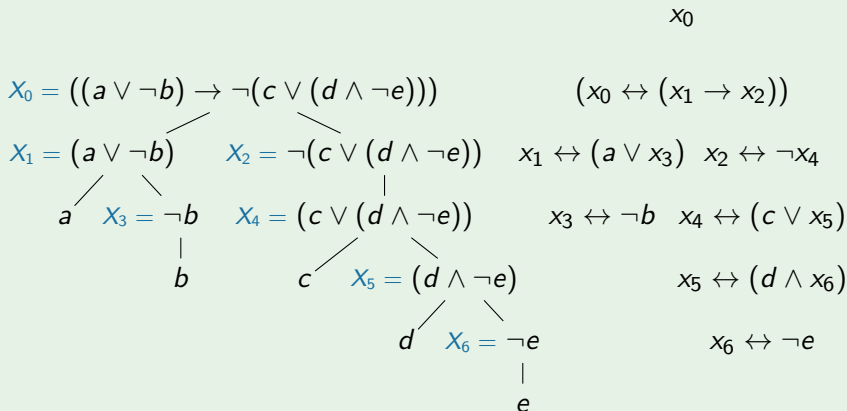 x₀
X₀ = ((a ∨ ¬b) → ¬(c ∨ (d ∧ ¬e))) (x₀ ↔ (x₁ → x₂))
X₁ = (a ∨ ¬b) X₂ = ¬(c ∨ (d ∧ ¬e)) x₁ ↔ (a ∨ x₃) x₂ ↔ ¬x₄
a X₃ = ¬b X₄ = (c ∨ (d ∧ ¬e)) x₃ ↔ ¬b x₄ ↔ (c ∨ x₅)
b c X₅ = (d ∧ ¬e) x₅ ↔ (d ∧ x₆)
d X₆ = ¬e x₆ ↔ ¬e
e